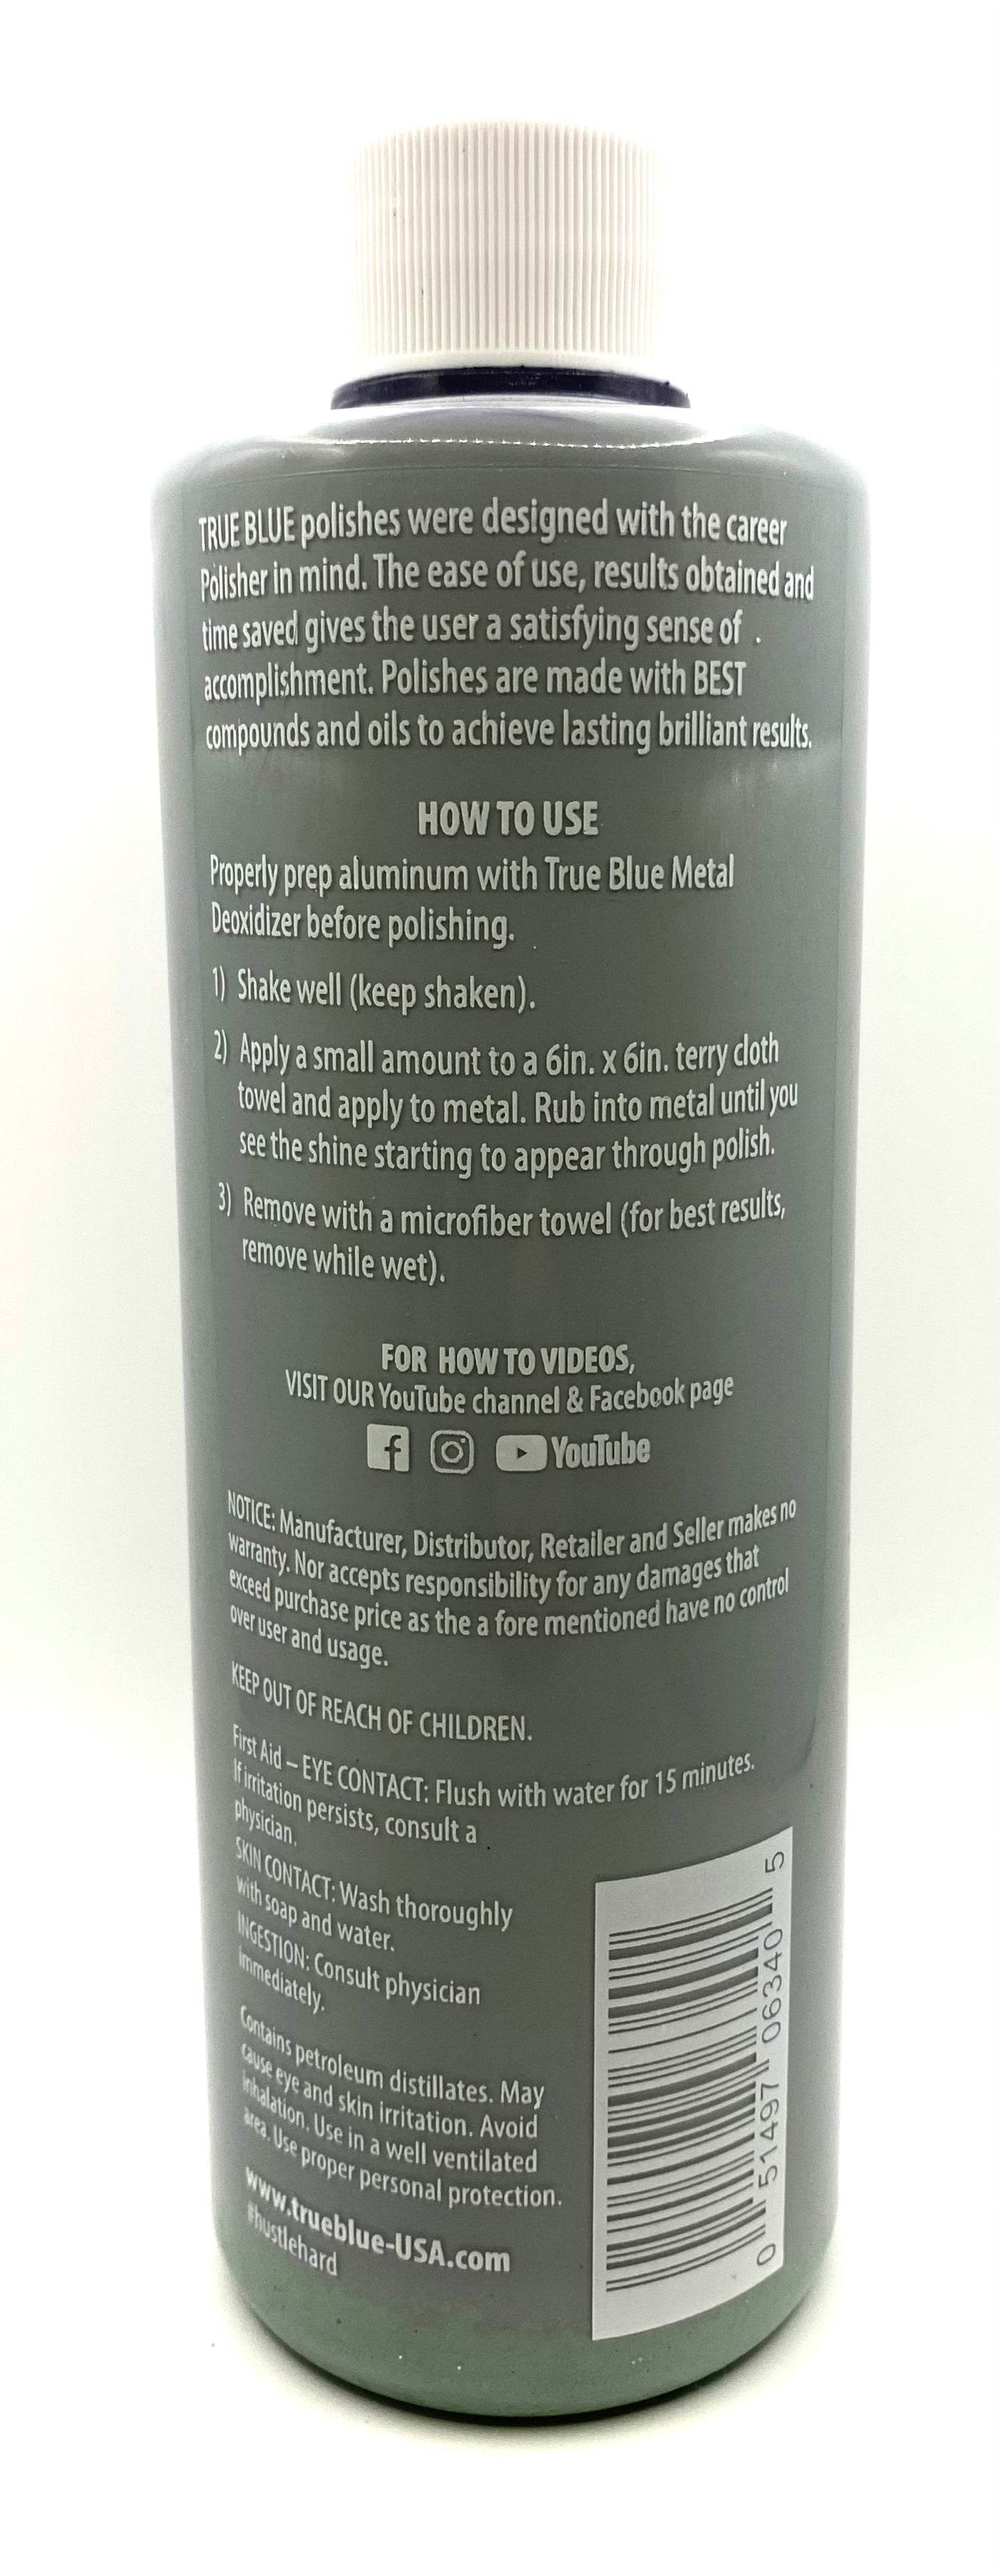 TRUE BLUE polishes were designed with the career
Polisher in mind. The ease of use, results obtained and
time saved gives the user a satisfying sense of .
accomplishment. Polishes are made with BEST
compounds and oils to achieve lasting brilliant results.
HOW TO USE
Properly prep aluminum with True Blue Metal
Deoxidizer before polishing.
1) Shake well (keep shaken).
2) Apply a small amount to a 6in. x 6in. terry cloth
towel and apply to metal. Rub into metal until you
see the shine starting to appear through polish.
3) Remove with a microfiber towel (for best results,
remove while wet).
FOR HOW TO VIDEOS,
VISIT OUR YouTube channel & Facebook page
f YouTube
NOTICE: Manufacturer, Distributor, Retailer and Seller makes no
warranty. Nor accepts responsibility for any damages that
exceed purchase price as the a fore mentioned have no control
over user and usage.
KEEP OUT OF REACH OF CHILDREN.
First Aid – EYE CONTACT: Flush with water for 15 minutes.
If irritation persists, consult a
physician.
SKIN CONTACT: Wash thoroughly
with soap and water.
INGESTION: Consult physician
immediately.
Contains petroleum distillates. May
cause eye and skin irritation. Avoid
inhalation. Use in a well ventilated
area. Use proper personal protection.
www.trueblue-USA.com
#hustlehard
0 51497 06340 5